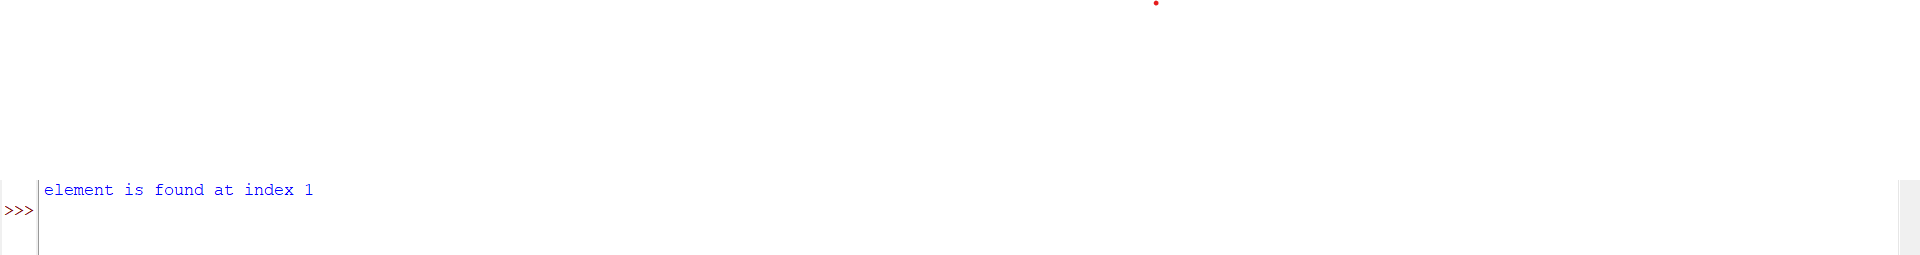 element is found at index 1
>>>